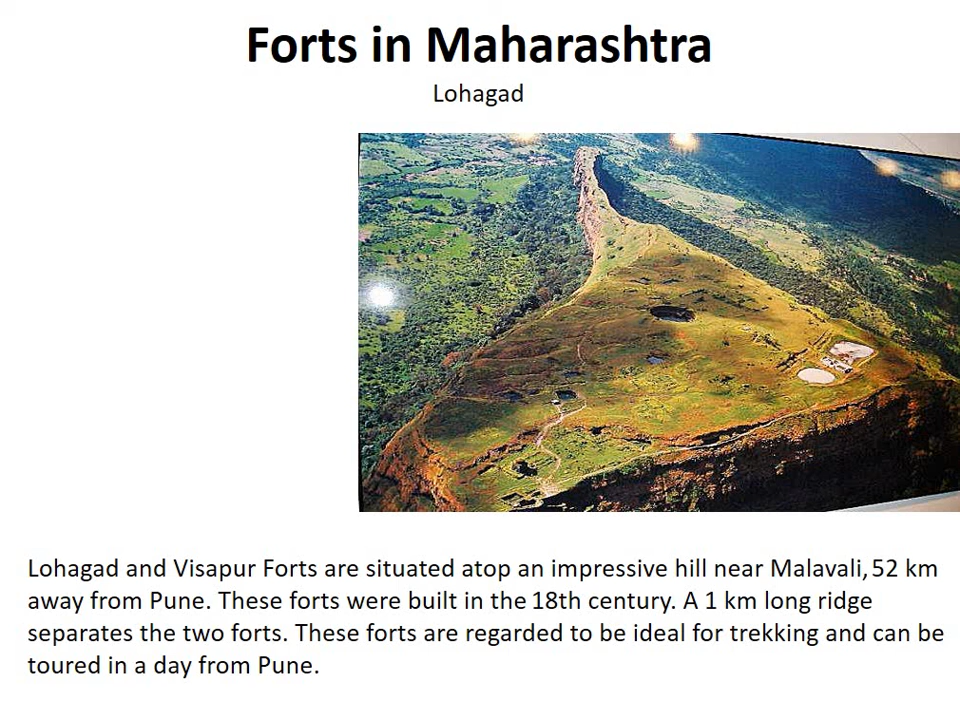 Forts in Maharashtra
Lohagad
Lohagad and Visapur Forts are situated atop an impressive hill near Malavali, 52 km
away from Pune. These forts were built in the 18th century. A 1 km long ridge
separates the two forts. These forts are regarded to be ideal for trekking and can be
toured in a day from Pune.